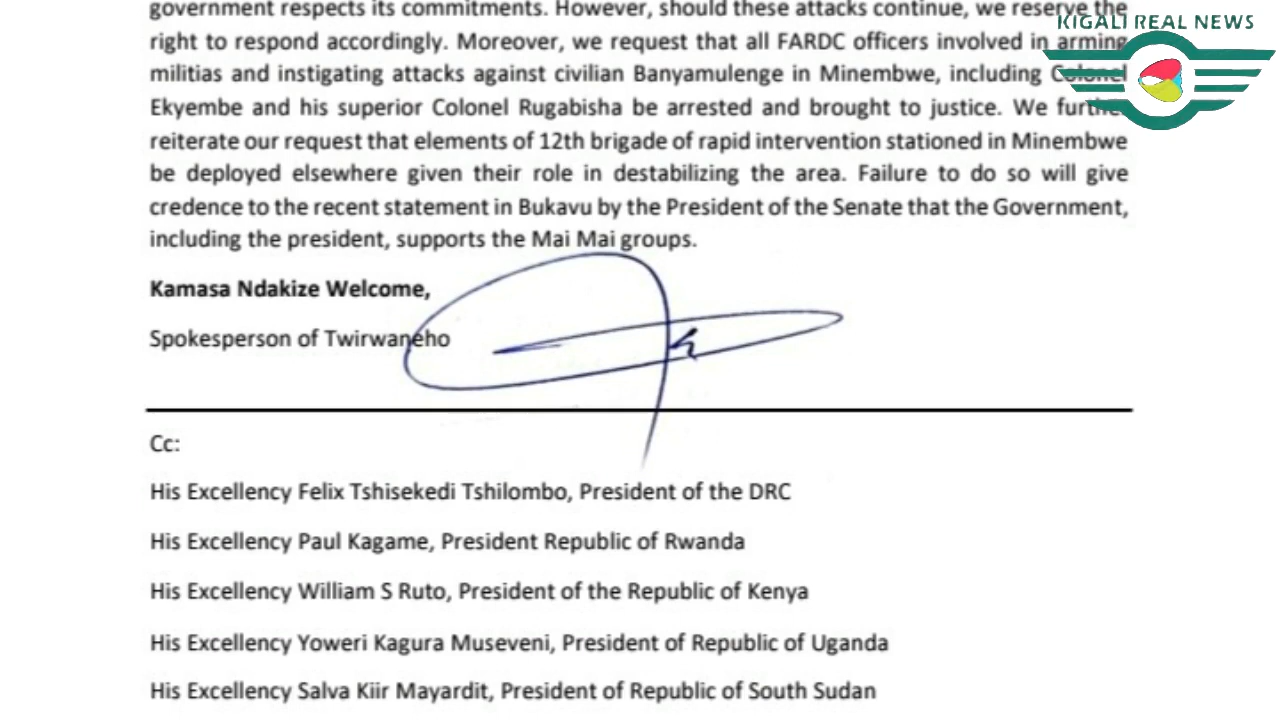 government respects its commitments. However, should these attacks continue, we reserve the
KIGALI REAL NEWS
right to respond accordingly. Moreover, we request that all FARDC officers involved in arming
militias and instigating attacks against civilian Banyamulenge in Minembwe, including Colonel
Ekyembe and his superior Colonel Rugabisha be arrested and brought to justice. We further
reiterate our request that elements of 12th brigade of rapid intervention stationed in Minembwe
be deployed elsewhere given their role in destabilizing the area. Failure to do so will give
credence to the recent statement in Bukavu by the President of the Senate that the Government,
including the president, supports the Mai Mai groups.
Kamasa Ndakize Welcome,
Spokesperson of Twirwaneho
Cc:
His Excellency Felix Tshisekedi Tshilombo, President of the DRC
His Excellency Paul Kagame, President Republic of Rwanda
His Excellency William S Ruto, President of the Republic of Kenya
His Excellency Yoweri Kagura Museveni, President of Republic of Uganda
His Excellency Salva Kiir Mayardit, President of Republic of South Sudan